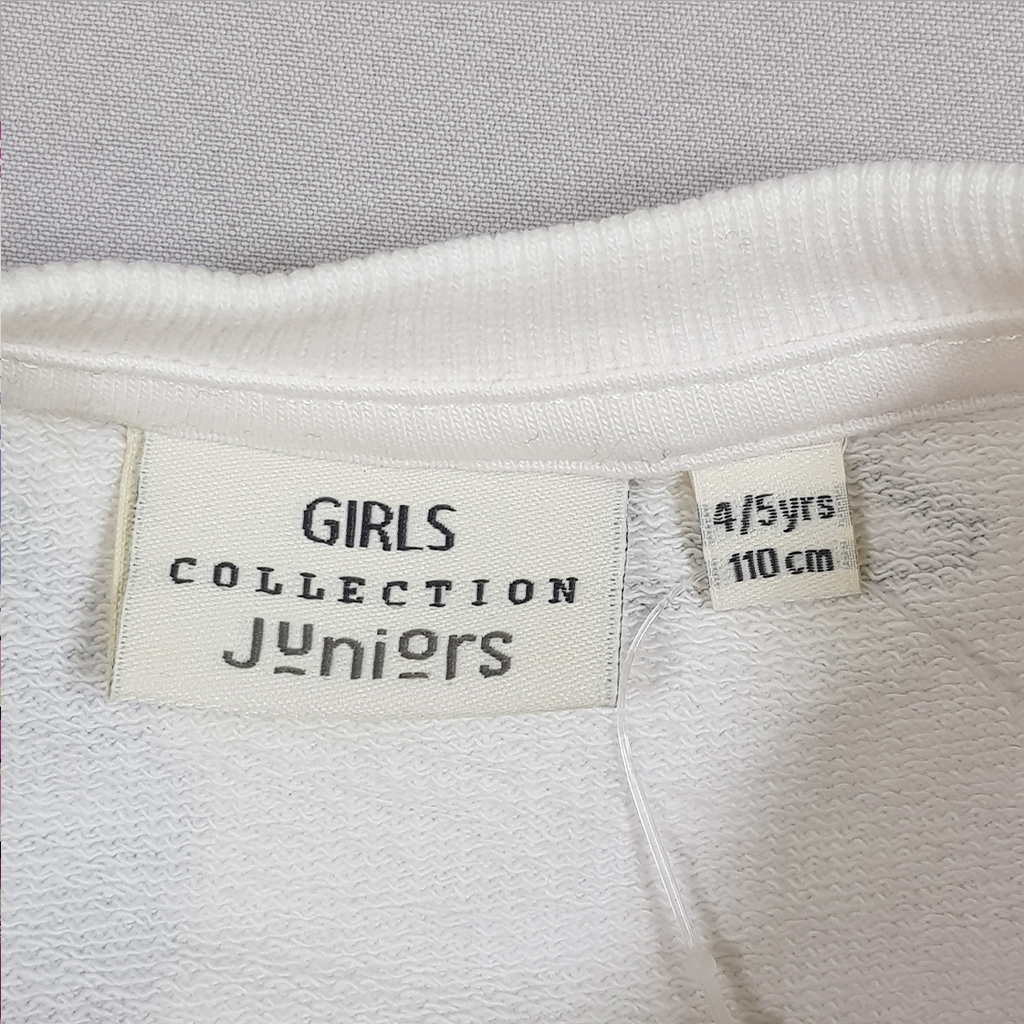 GIRLS
COLLECTION
Juniors
4/5yrs
110 cm